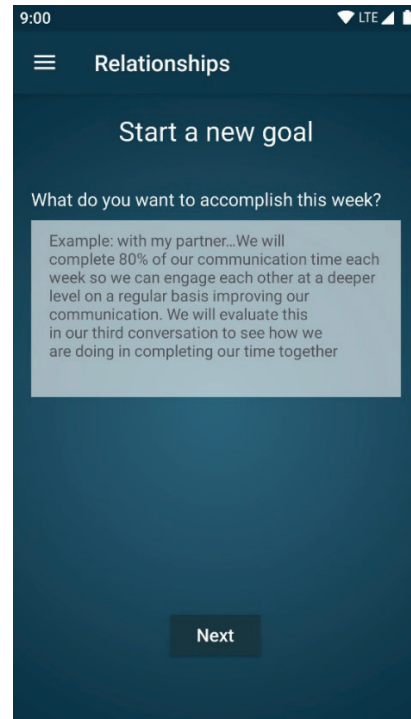 9:00 LTE
Relationships
Start a new goal
What do you want to accomplish this week?
Example: with my partner...We will
complete 80% of our communication time each
week so we can engage each other at a deeper
level on a regular basis improving our
communication. We will evaluate this
in our third conversation to see how we
are doing in completing our time together
Next